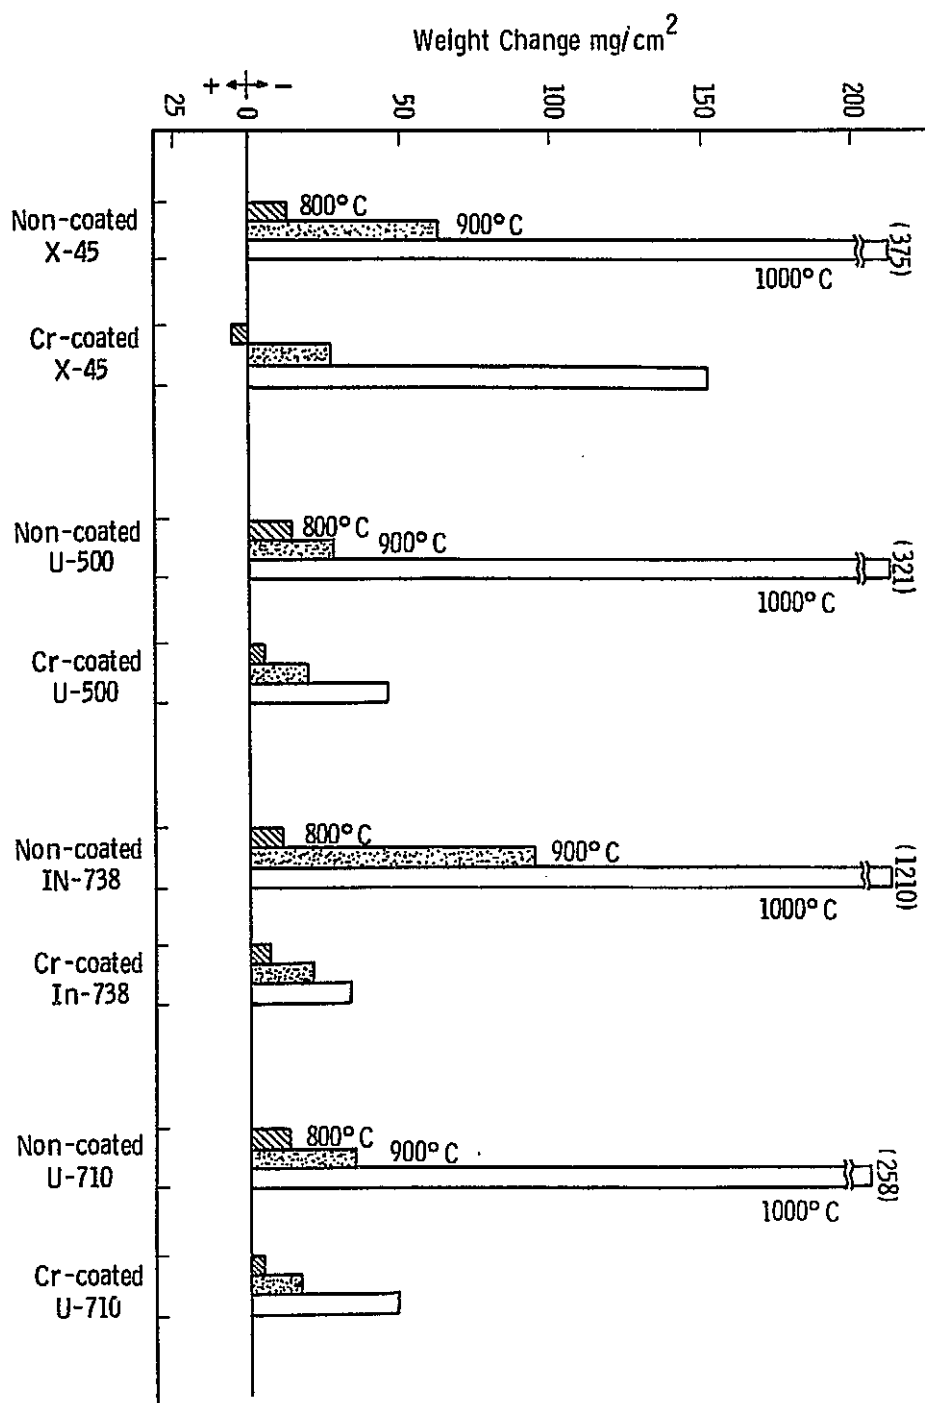 Weight Change mg/cm²
+ −
25 0 50 100 150 200
Non-coated
X-45
800° C
900° C
1000° C
(375)
Cr-coated
X-45
Non-coated
U-500
800° C
900° C
1000° C
(321)
Cr-coated
U-500
Non-coated
IN-738
800° C
900° C
1000° C
(1210)
Cr-coated
In-738
Non-coated
U-710
800° C
900° C
1000° C
(258)
Cr-coated
U-710